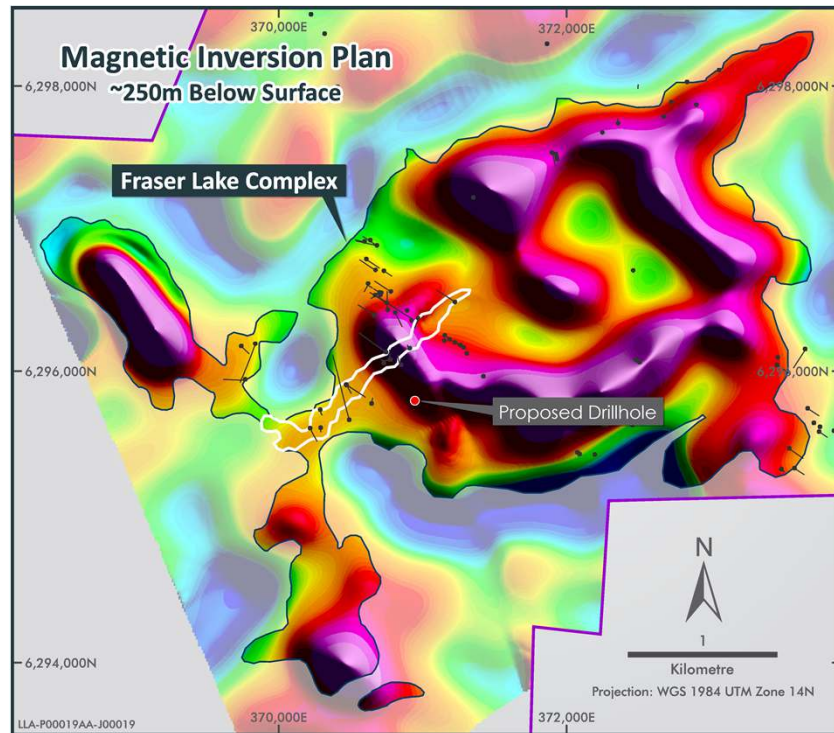 370,000E
372,000E
Magnetic Inversion Plan
~250m Below Surface
6,298,000N
6,298,000N
Fraser Lake Complex
6,296,000N
6,296,000N
Proposed Drillhole
N
1
Kilometre
6,294,000N
Projection: WGS 1984 UTM Zone 14N
LLA-P00019AA-J00019
370,000E
372,000E